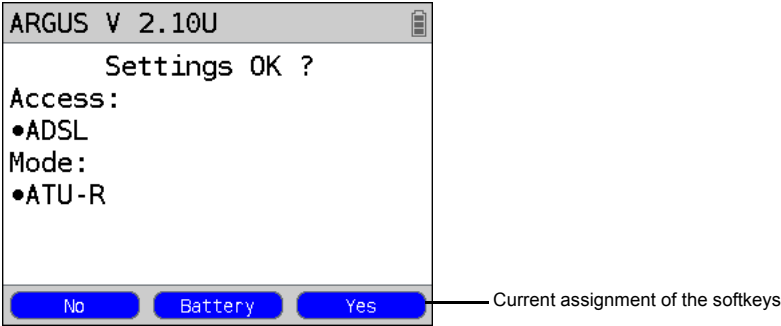 ARGUS V 2.10U
Settings OK ?
Access:
•ADSL
Mode:
•ATU-R
No Battery Yes
Current assignment of the softkeys